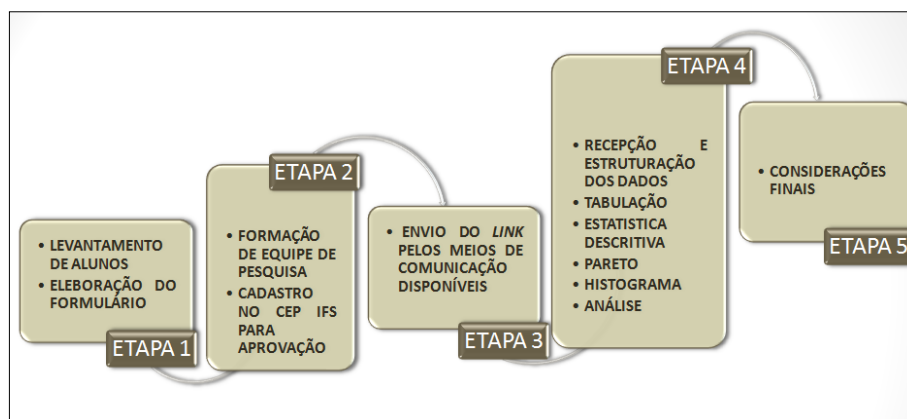 • LEVANTAMENTO
DE ALUNOS
• ELEBORAÇÃO DO
FORMULÁRIO
ETAPA 1
ETAPA 2
• FORMAÇÃO
DE EQUIPE DE
PESQUISA
• CADASTRO
NO CEP IFS
PARA
APROVAÇÃO
• ENVIO DO LINK
PELOS MEIOS DE
COMUNICAÇÃO
DISPONÍVEIS
ETAPA 3
ETAPA 4
• RECEPÇÃO E
ESTRUTURAÇÃO
DOS DADOS
• TABULAÇÃO
• ESTATISTICA
DESCRITIVA
• PARETO
• HISTOGRAMA
• ANÁLISE
• CONSIDERAÇÕES
FINAIS
ETAPA 5